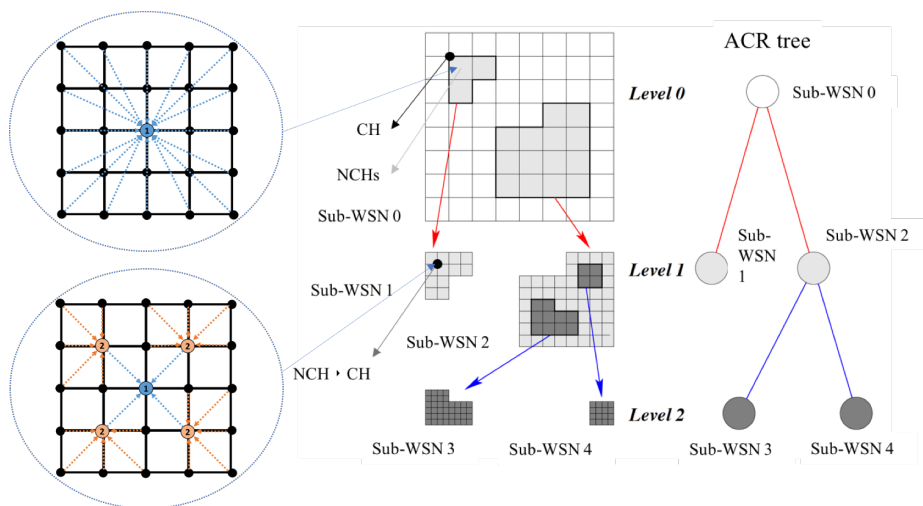 ACR tree
Level 0
Sub-WSN 0
1
CH
NCHs
Sub-WSN 0
Sub-
WSN
1
Sub-WSN 2
Level 1
Sub-WSN 1
Sub-WSN 2
2
2
NCH ‣ CH
1
2
2
Level 2
Sub-WSN 3
Sub-WSN 4
Sub-WSN 3
Sub-WSN 4